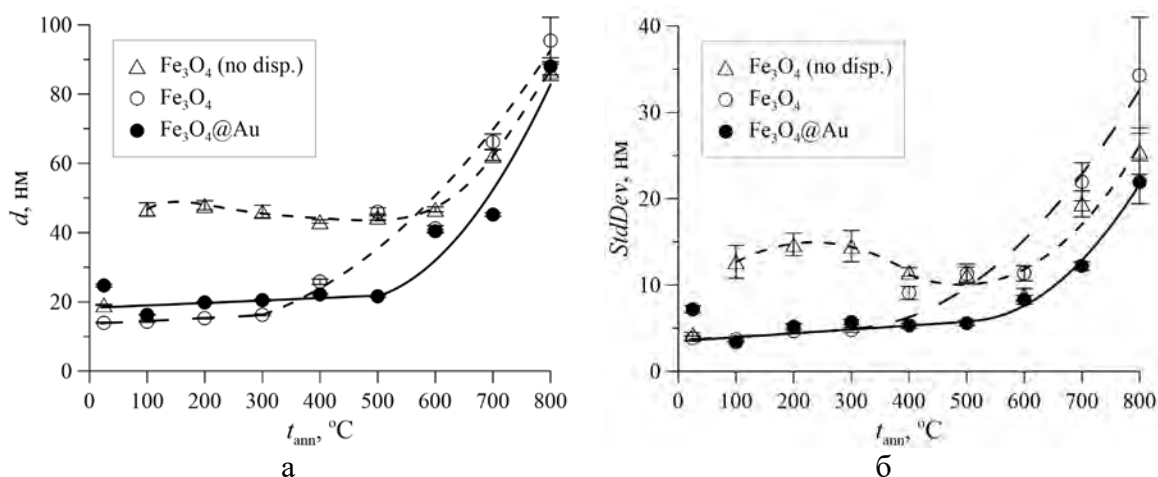 100
80
60
40
20
0
d, нм
Fe₃O₄ (no disp.)
Fe₃O₄
Fe₃O₄@Au
0 100 200 300 400 500 600 700 800
t_ann, °C
а
40
30
20
10
0
StdDev, нм
Fe₃O₄ (no disp.)
Fe₃O₄
Fe₃O₄@Au
0 100 200 300 400 500 600 700 800
t_ann, °C
б